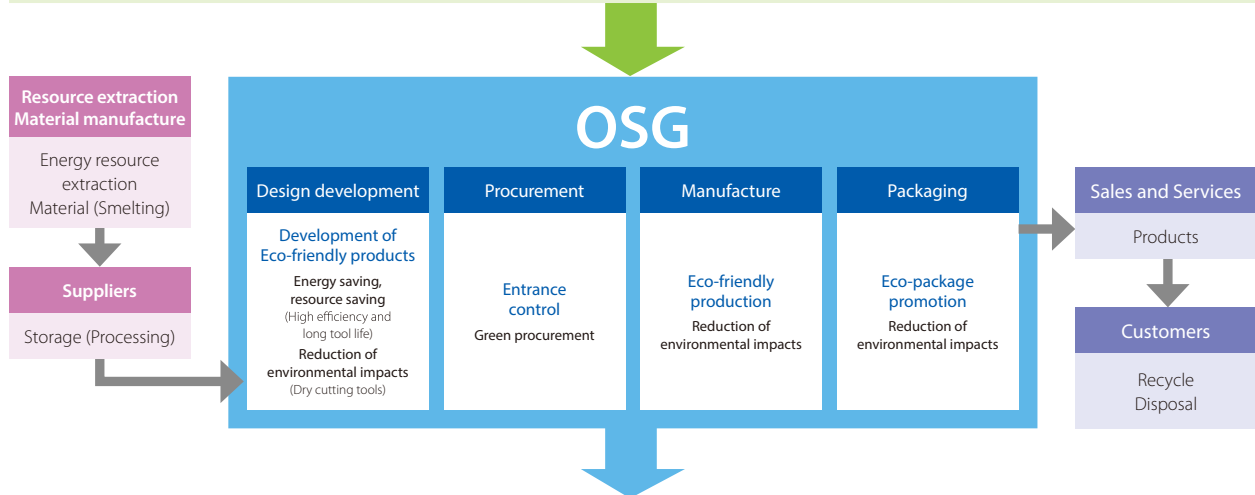 Resource extraction
Material manufacture
Energy resource
extraction
Material (Smelting)
Suppliers
Storage (Processing)
OSG
Design development
Development of
Eco-friendly products
Energy saving,
resource saving
(High efficiency and
long tool life)
Reduction of
environmental impacts
(Dry cutting tools)
Procurement
Entrance
control
Green procurement
Manufacture
Eco-friendly
production
Reduction of
environmental impacts
Packaging
Eco-package
promotion
Reduction of
environmental impacts
Sales and Services
Products
Customers
Recycle
Disposal